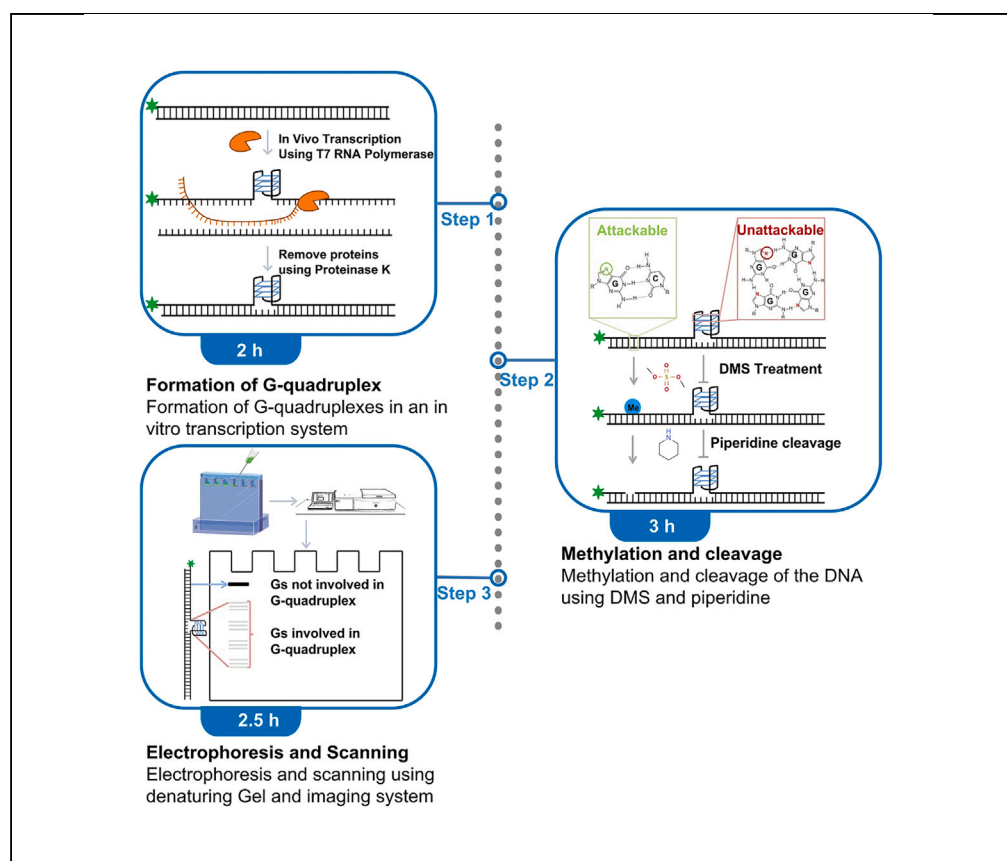 In Vivo Transcription
Using T7 RNA Polymerase
Remove proteins
using Proteinase K
2 h
Step 1
Formation of G-quadruplex
Formation of G-quadruplexes in an in
vitro transcription system
Attackable
Unattackable
DMS Treatment
Me
Piperidine cleavage
3 h
Step 2
Methylation and cleavage
Methylation and cleavage of the DNA
using DMS and piperidine
Gs not involved in
G-quadruplex
Gs involved in
G-quadruplex
2.5 h
Step 3
Electrophoresis and Scanning
Electrophoresis and scanning using
denaturing Gel and imaging system